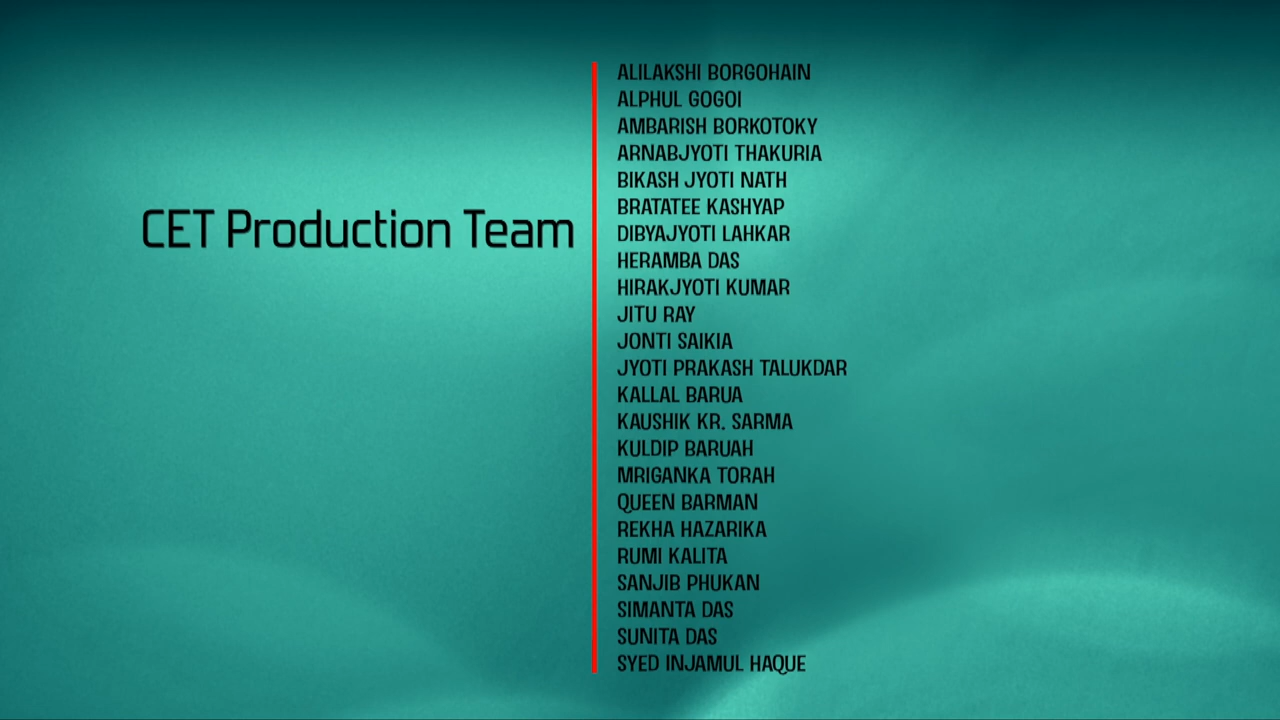 CET Production Team
ALILAKSHI BORGOHAIN
ALPHUL GOGOI
AMBARISH BORKOTOKY
ARNABJYOTI THAKURIA
BIKASH JYOTI NATH
BRATATEE KASHYAP
DIBYAJYOTI LAHKAR
HERAMBA DAS
HIRAKJYOTI KUMAR
JITU RAY
JONTI SAIKIA
JYOTI PRAKASH TALUKDAR
KALLAL BARUA
KAUSHIK KR. SARMA
KULDIP BARUAH
MRIGANKA TORAH
QUEEN BARMAN
REKHA HAZARIKA
RUMI KALITA
SANJIB PHUKAN
SIMANTA DAS
SUNITA DAS
SYED INJAMUL HAQUE